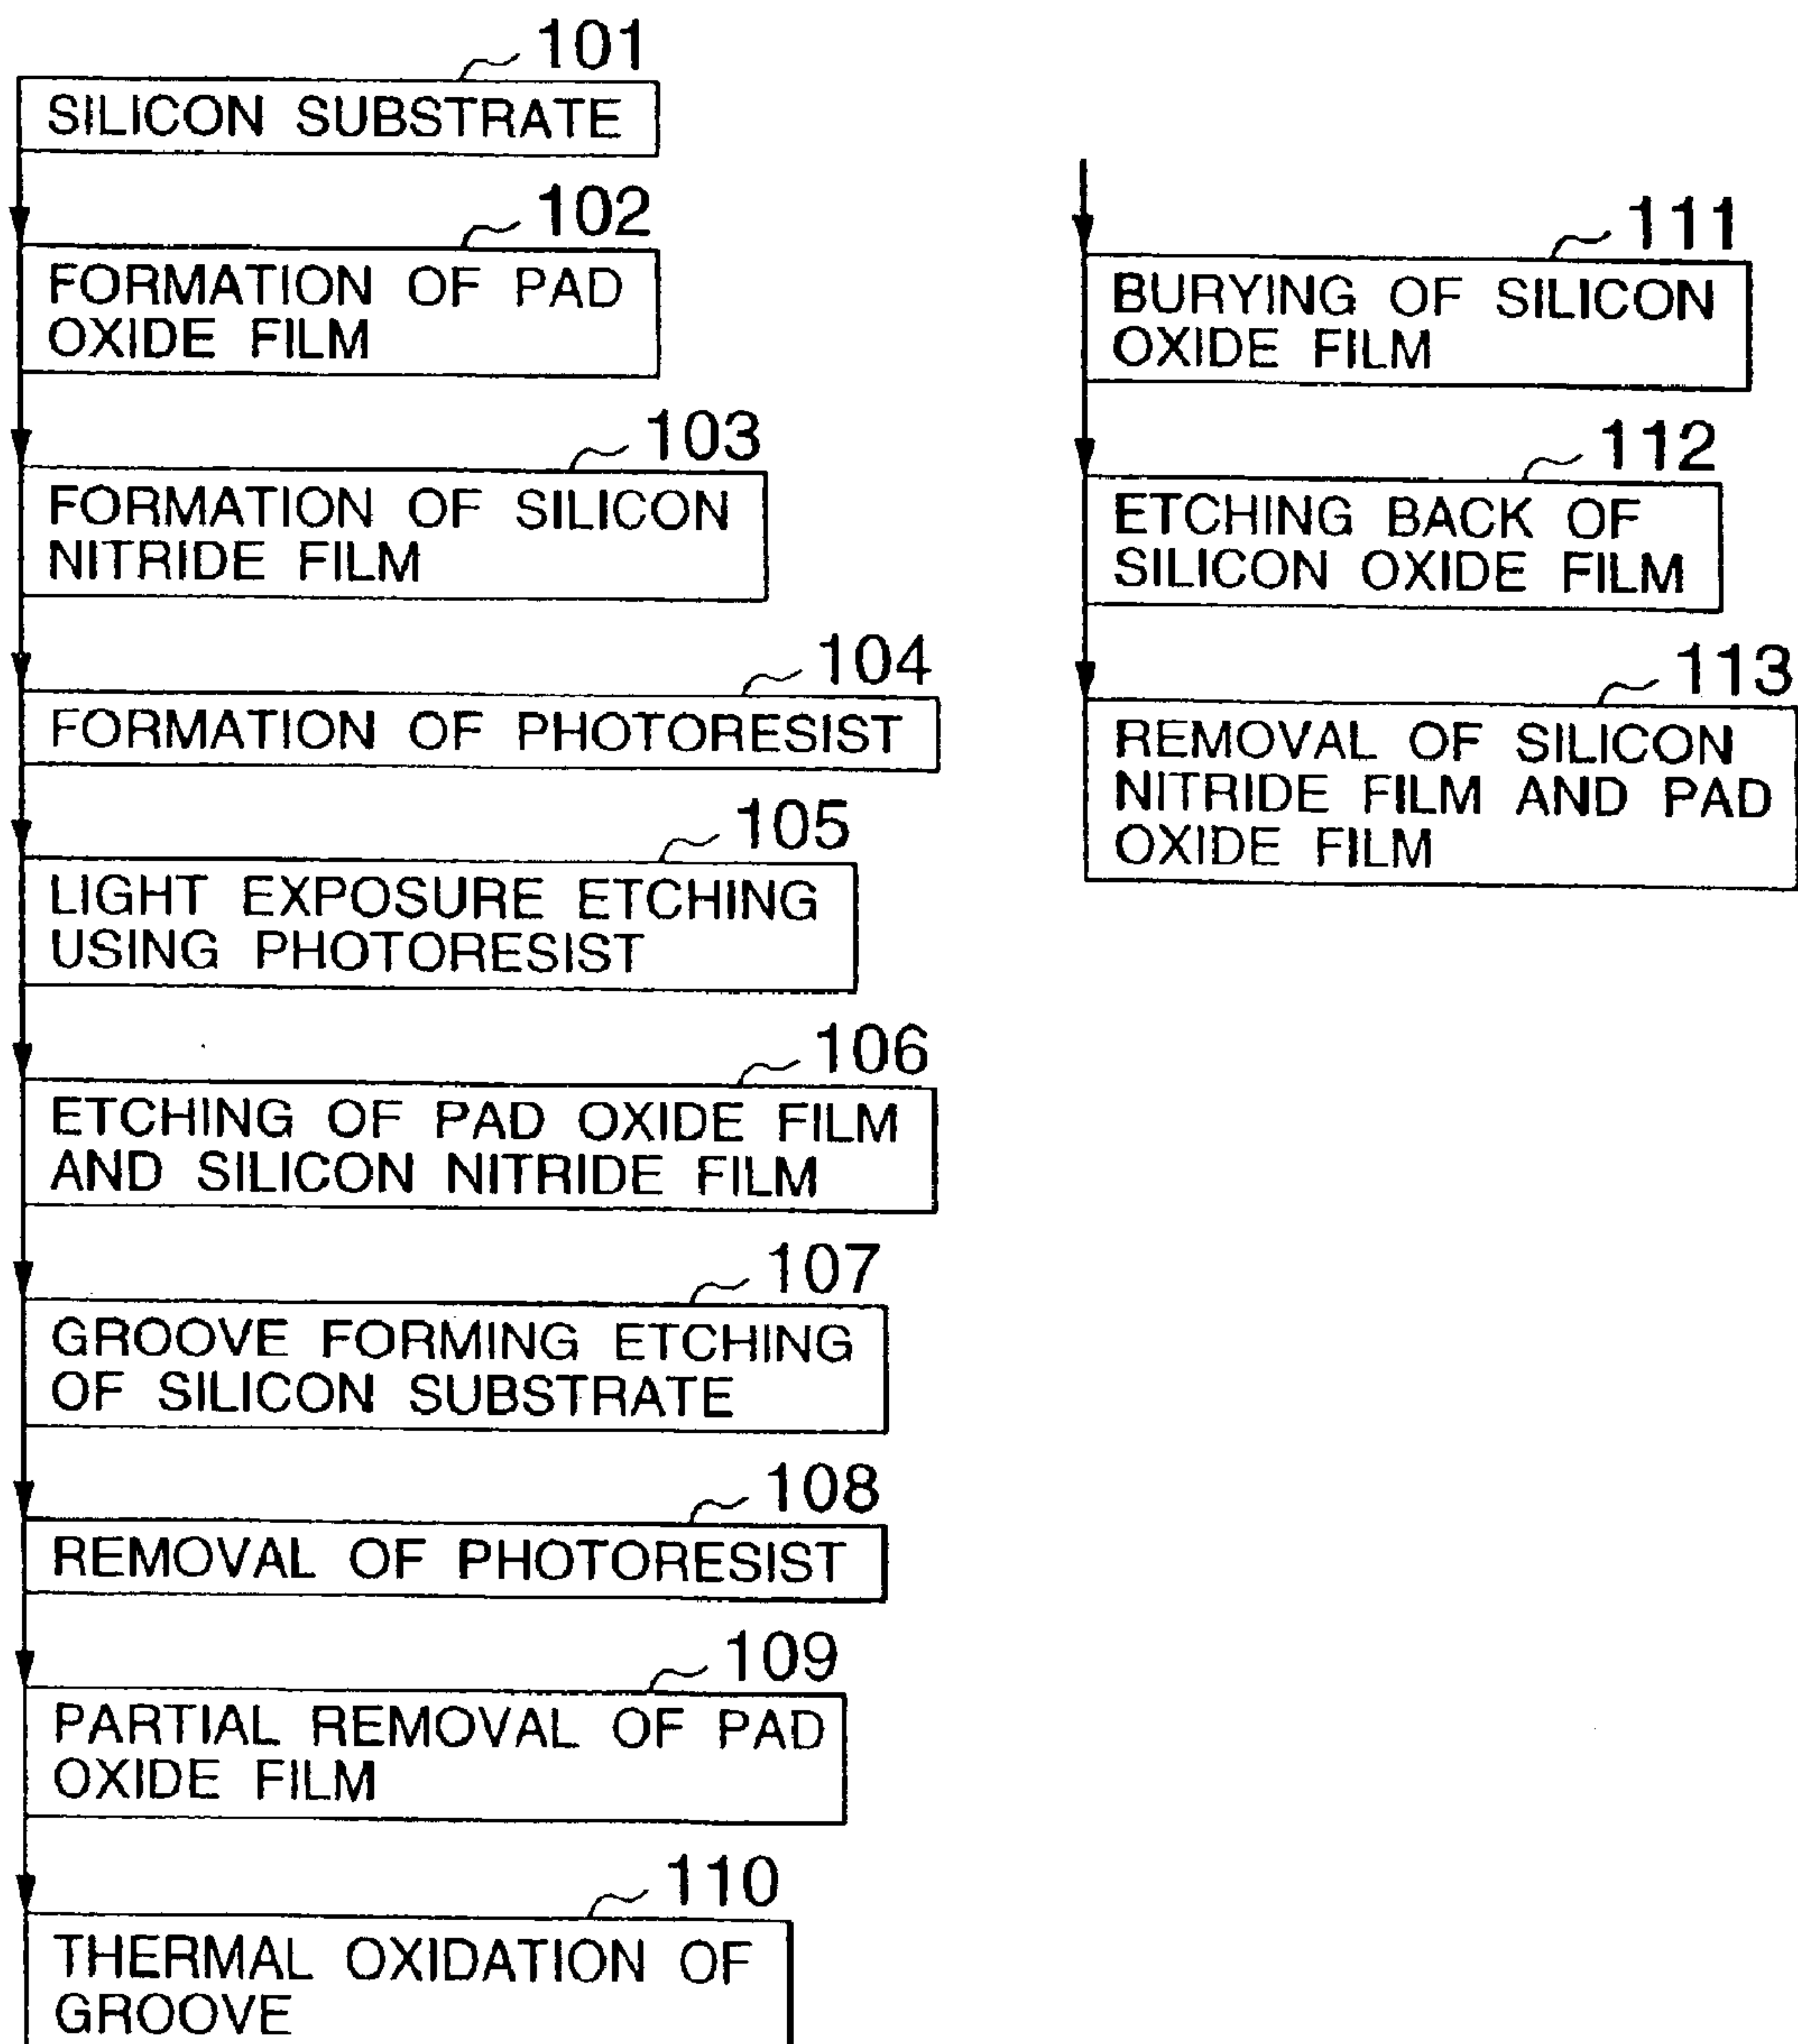 101
SILICON SUBSTRATE
102
FORMATION OF PAD
OXIDE FILM
103
FORMATION OF SILICON
NITRIDE FILM
104
FORMATION OF PHOTORESIST
105
LIGHT EXPOSURE ETCHING
USING PHOTORESIST
106
ETCHING OF PAD OXIDE FILM
AND SILICON NITRIDE FILM
107
GROOVE FORMING ETCHING
OF SILICON SUBSTRATE
108
REMOVAL OF PHOTORESIST
109
PARTIAL REMOVAL OF PAD
OXIDE FILM
110
THERMAL OXIDATION OF
GROOVE
111
BURYING OF SILICON
OXIDE FILM
112
ETCHING BACK OF
SILICON OXIDE FILM
113
REMOVAL OF SILICON
NITRIDE FILM AND PAD
OXIDE FILM